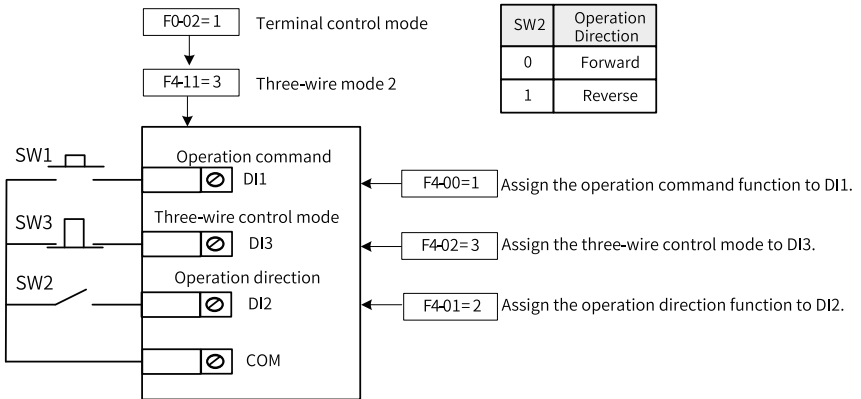 F0-02=1 Terminal control mode
F4-11=3 Three-wire mode 2
SW2 Operation Direction
0 Forward
1 Reverse
SW1
Operation command
DI1
F4-00=1 Assign the operation command function to DI1.
SW3
Three-wire control mode
DI3
F4-02=3 Assign the three-wire control mode to DI3.
SW2
Operation direction
DI2
F4-01=2 Assign the operation direction function to DI2.
COM